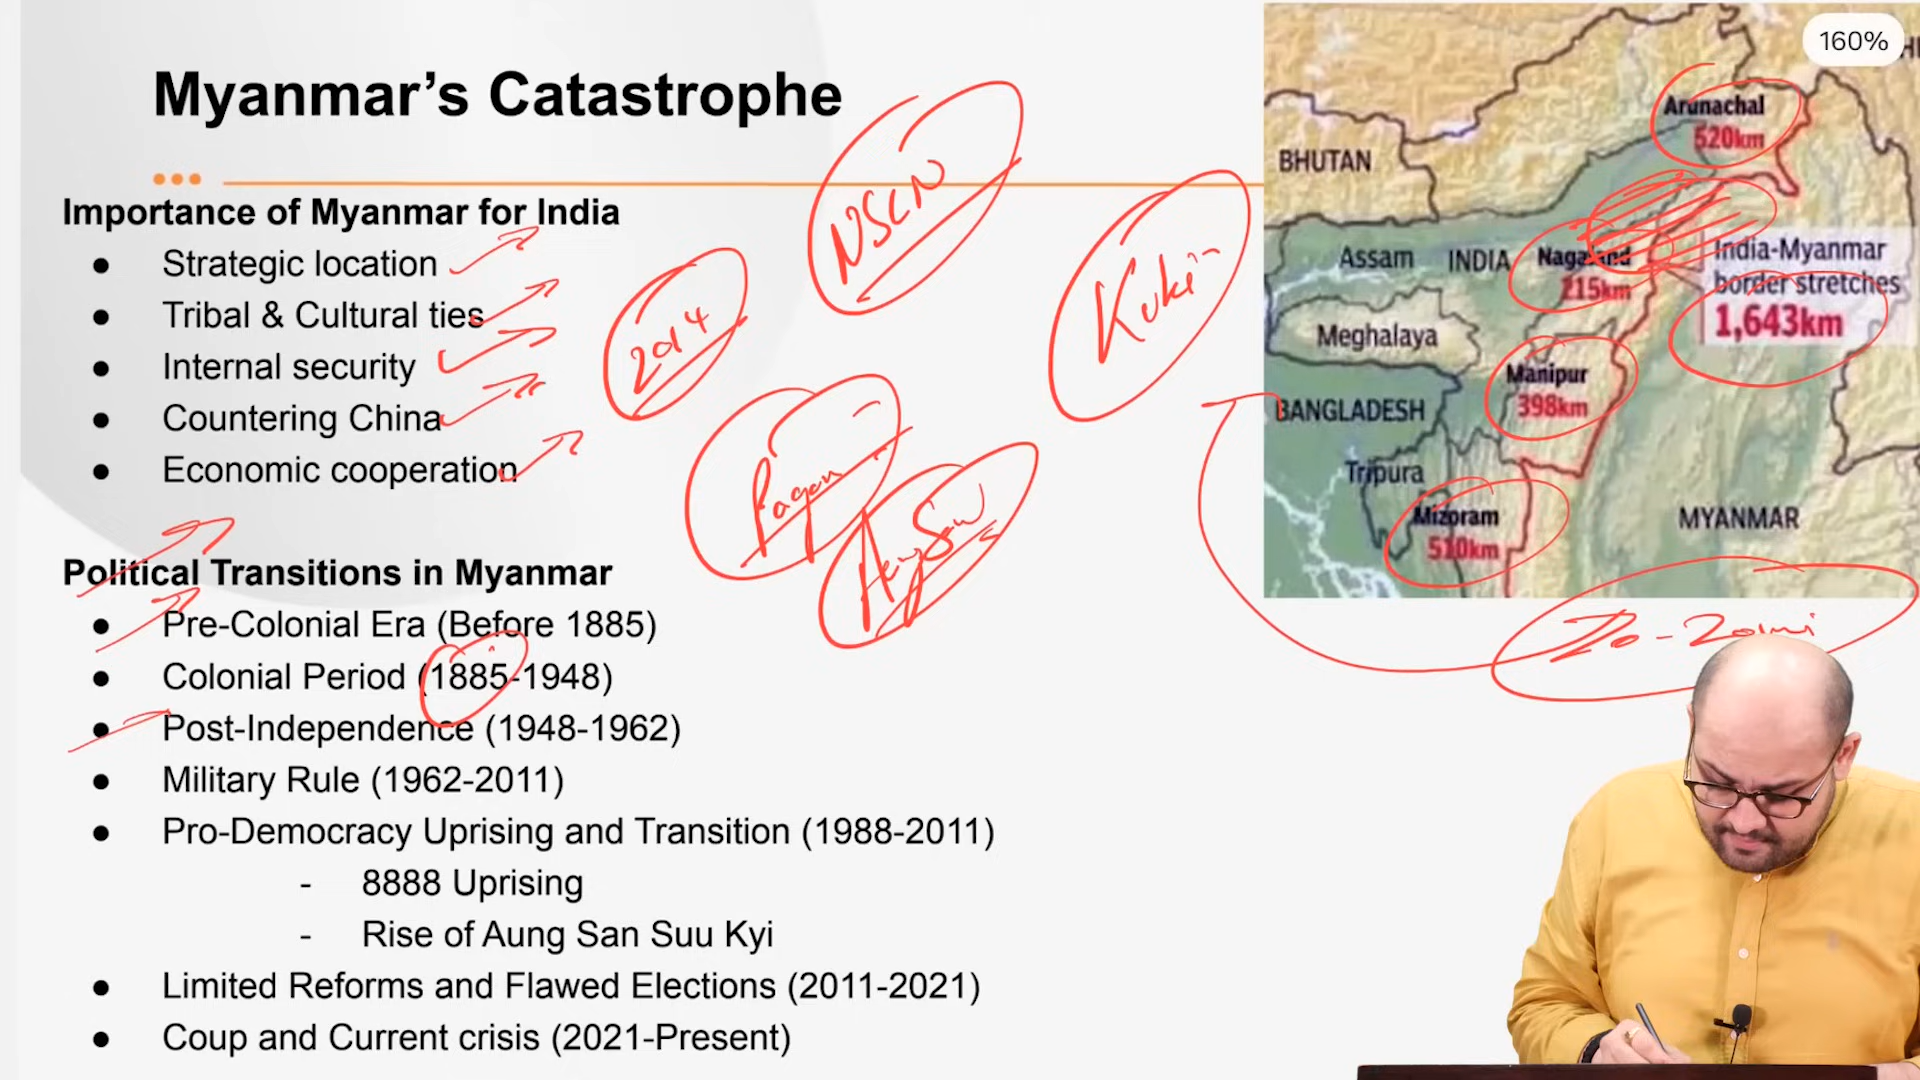 Myanmar's Catastrophe
Importance of Myanmar for India
● Strategic location
● Tribal & Cultural ties
● Internal security
● Countering China
● Economic cooperation
Political Transitions in Myanmar
● Pre-Colonial Era (Before 1885)
● Colonial Period (1885-1948)
● Post-Independence (1948-1962)
● Military Rule (1962-2011)
● Pro-Democracy Uprising and Transition (1988-2011)
- 8888 Uprising
- Rise of Aung San Suu Kyi
● Limited Reforms and Flawed Elections (2011-2021)
● Coup and Current crisis (2021-Present)
NSCN
2014
Kuki
Pagan
Zo-Zomi
160%
Arunachal
520km
BHUTAN
Assam
INDIA
Nagaland
215km
India-Myanmar
border stretches
1,643km
Meghalaya
Manipur
398km
BANGLADESH
Tripura
Mizoram
510km
MYANMAR